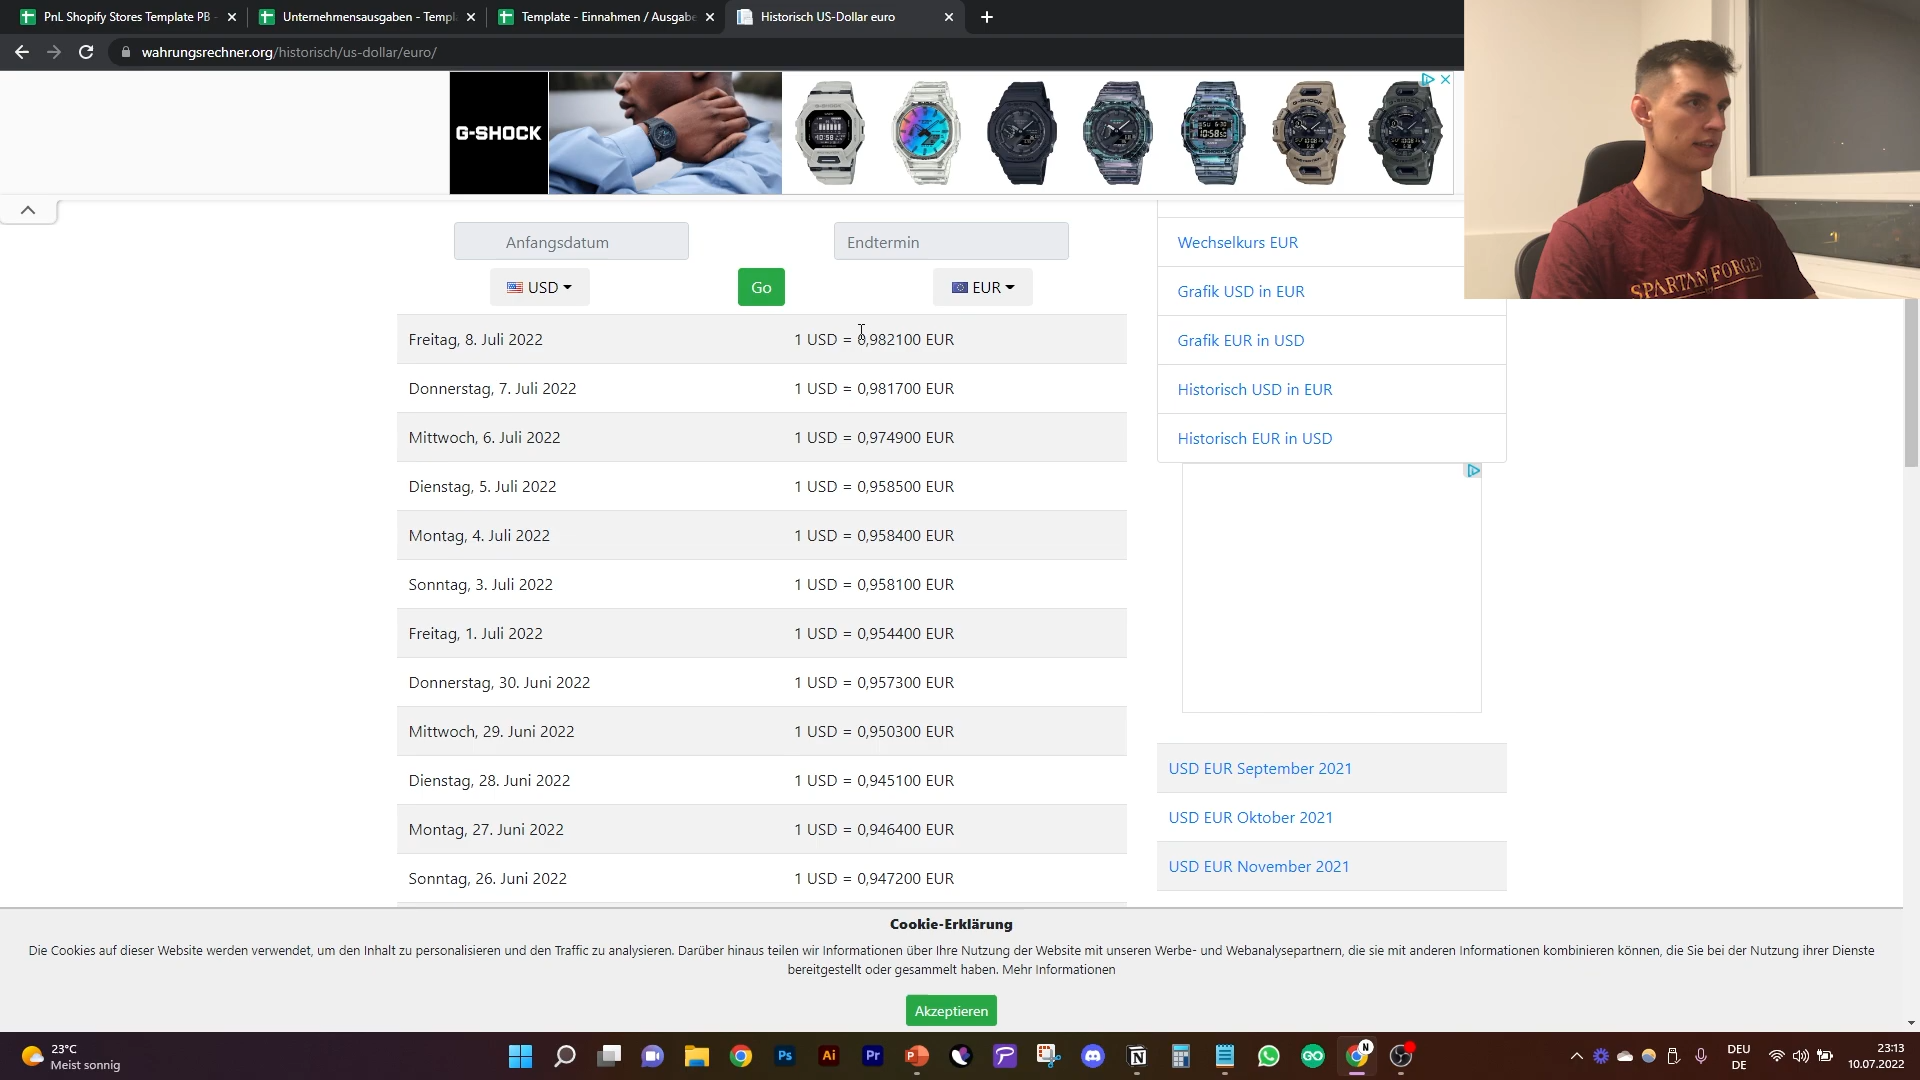 PnL Shopify Stores Template PB -
Unternehmensausgaben - Templ
Template - Einnahmen / Ausgabe
Historisch US-Dollar euro
wahrungsrechner.org/historisch/us-dollar/euro/
G-SHOCK
SPARTAN FORGED
Anfangsdatum
Endtermin
USD
Go
EUR
Freitag, 8. Juli 2022 1 USD = 0,982100 EUR
Donnerstag, 7. Juli 2022 1 USD = 0,981700 EUR
Mittwoch, 6. Juli 2022 1 USD = 0,974900 EUR
Dienstag, 5. Juli 2022 1 USD = 0,958500 EUR
Montag, 4. Juli 2022 1 USD = 0,958400 EUR
Sonntag, 3. Juli 2022 1 USD = 0,958100 EUR
Freitag, 1. Juli 2022 1 USD = 0,954400 EUR
Donnerstag, 30. Juni 2022 1 USD = 0,957300 EUR
Mittwoch, 29. Juni 2022 1 USD = 0,950300 EUR
Dienstag, 28. Juni 2022 1 USD = 0,945100 EUR
Montag, 27. Juni 2022 1 USD = 0,946400 EUR
Sonntag, 26. Juni 2022 1 USD = 0,947200 EUR
Wechselkurs EUR
Grafik USD in EUR
Grafik EUR in USD
Historisch USD in EUR
Historisch EUR in USD
USD EUR September 2021
USD EUR Oktober 2021
USD EUR November 2021
Cookie-Erklärung
Die Cookies auf dieser Website werden verwendet, um den Inhalt zu personalisieren und den Traffic zu analysieren. Darüber hinaus teilen wir Informationen über Ihre Nutzung der Website mit unseren Werbe- und Webanalysepartnern, die sie mit anderen Informationen kombinieren können, die Sie bei der Nutzung ihrer Dienste
bereitgestellt oder gesammelt haben. Mehr Informationen
Akzeptieren
23°C
Meist sonnig
Ps
Ai
Pr
N
DEU
DE
23:13
10.07.2022